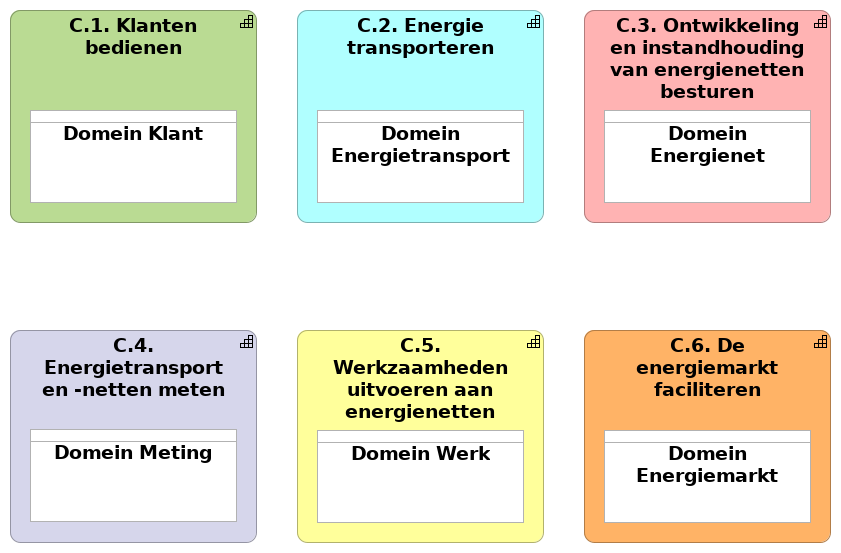 C.1. Klanten
bedienen
Domein Klant
C.2. Energie
transporteren
Domein
Energietransport
C.3. Ontwikkeling
en instandhouding
van energienetten
besturen
Domein
Energienet
C.4.
Energietransport
en -netten meten
Domein Meting
C.5.
Werkzaamheden
uitvoeren aan
energienetten
Domein Werk
C.6. De
energiemarkt
faciliteren
Domein
Energiemarkt